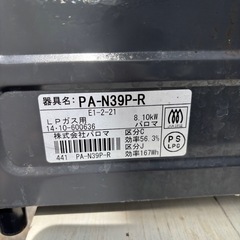 器具名: PA-N39P-R
E1-2-21
LPガス用 8.10kW
14・10-600636 パロマ
株式会社パロマ 区分C
効率56.3%
区分J
441 PA-N39P-R 効率167Wh
PS
LPG